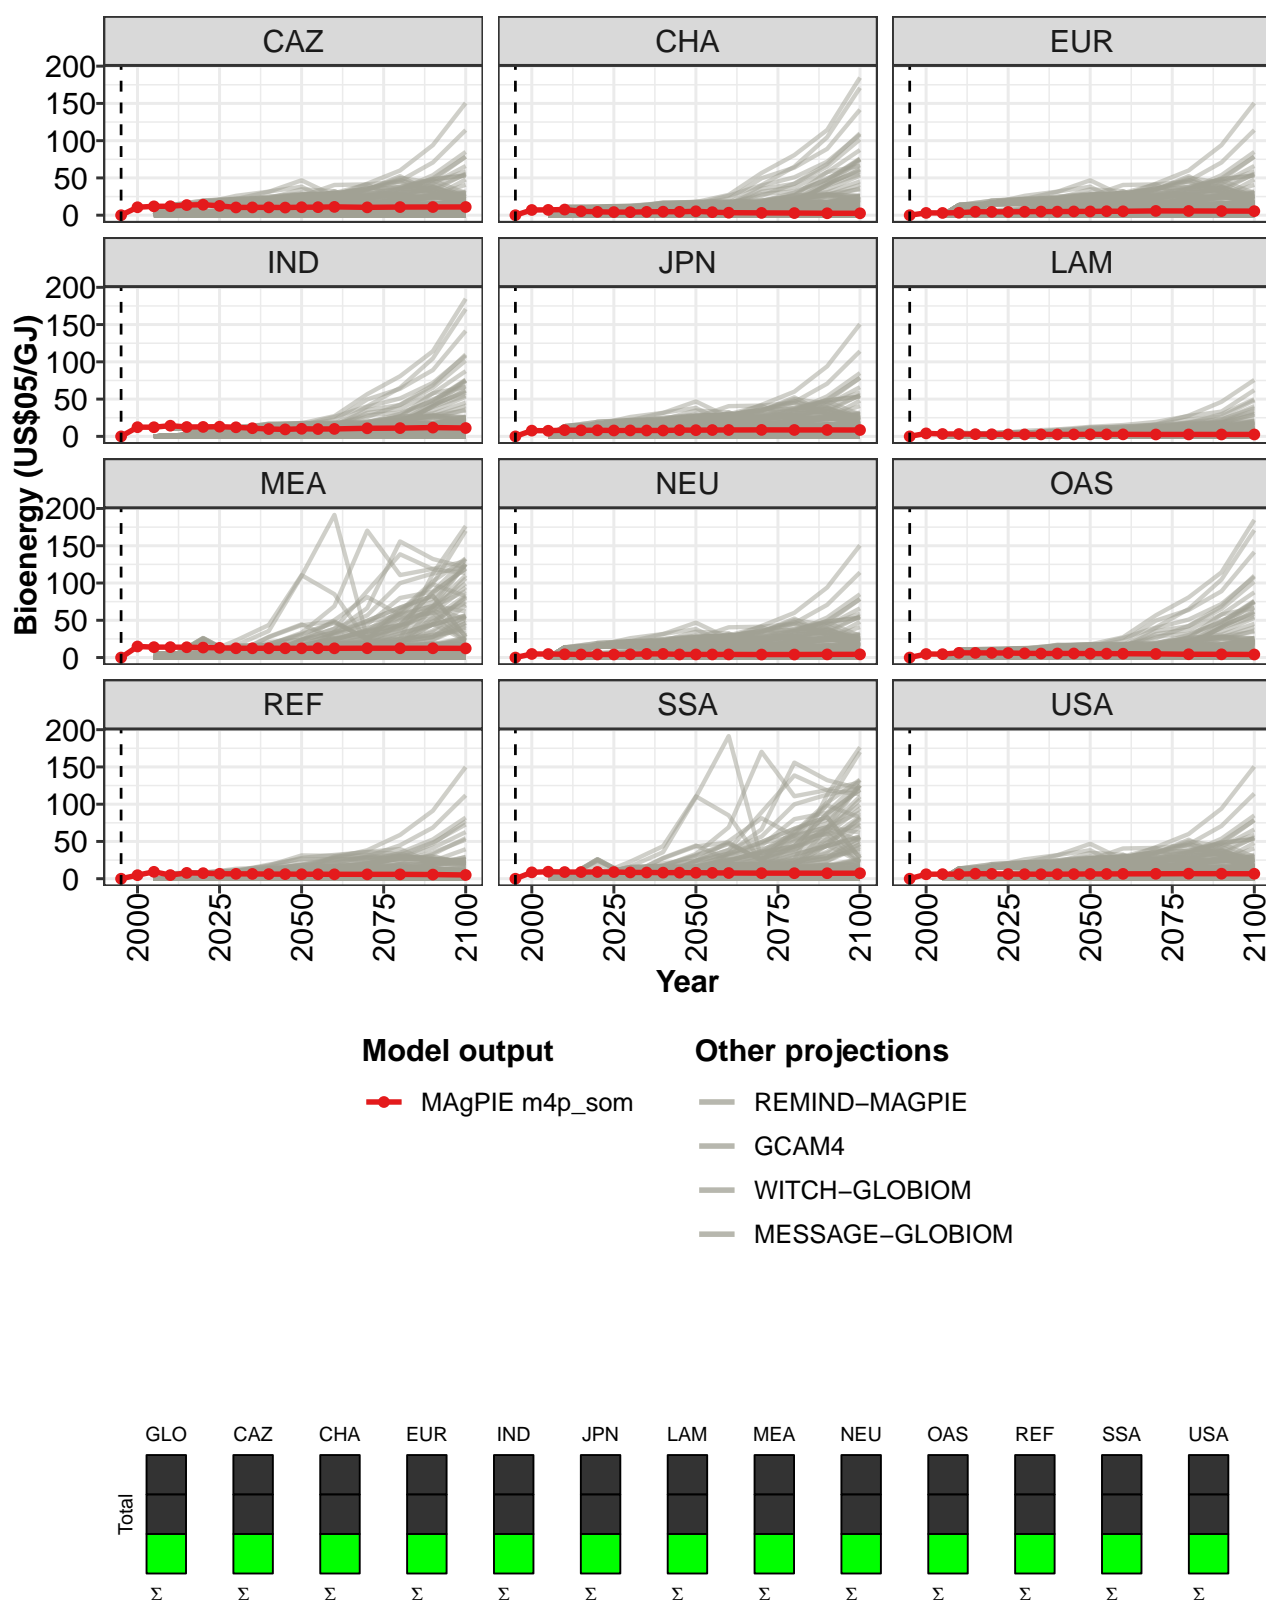 CAZ CHA EUR
200
150
100
50
0
IND JPN LAM
200
150
100
50
0
MEA NEU OAS
200
150
100
50
0
REF SSA USA
200
150
100
50
0
Bioenergy (US$05/GJ)
2000 2025 2050 2075 2100 2000 2025 2050 2075 2100 2000 2025 2050 2075 2100
Year
Model output Other projections
MAgPIE m4p_som REMIND−MAGPIE
GCAM4
WITCH−GLOBIOM
MESSAGE−GLOBIOM
GLO CAZ CHA EUR IND JPN LAM MEA NEU OAS REF SSA USA
Total
Σ Σ Σ Σ Σ Σ Σ Σ Σ Σ Σ Σ Σ